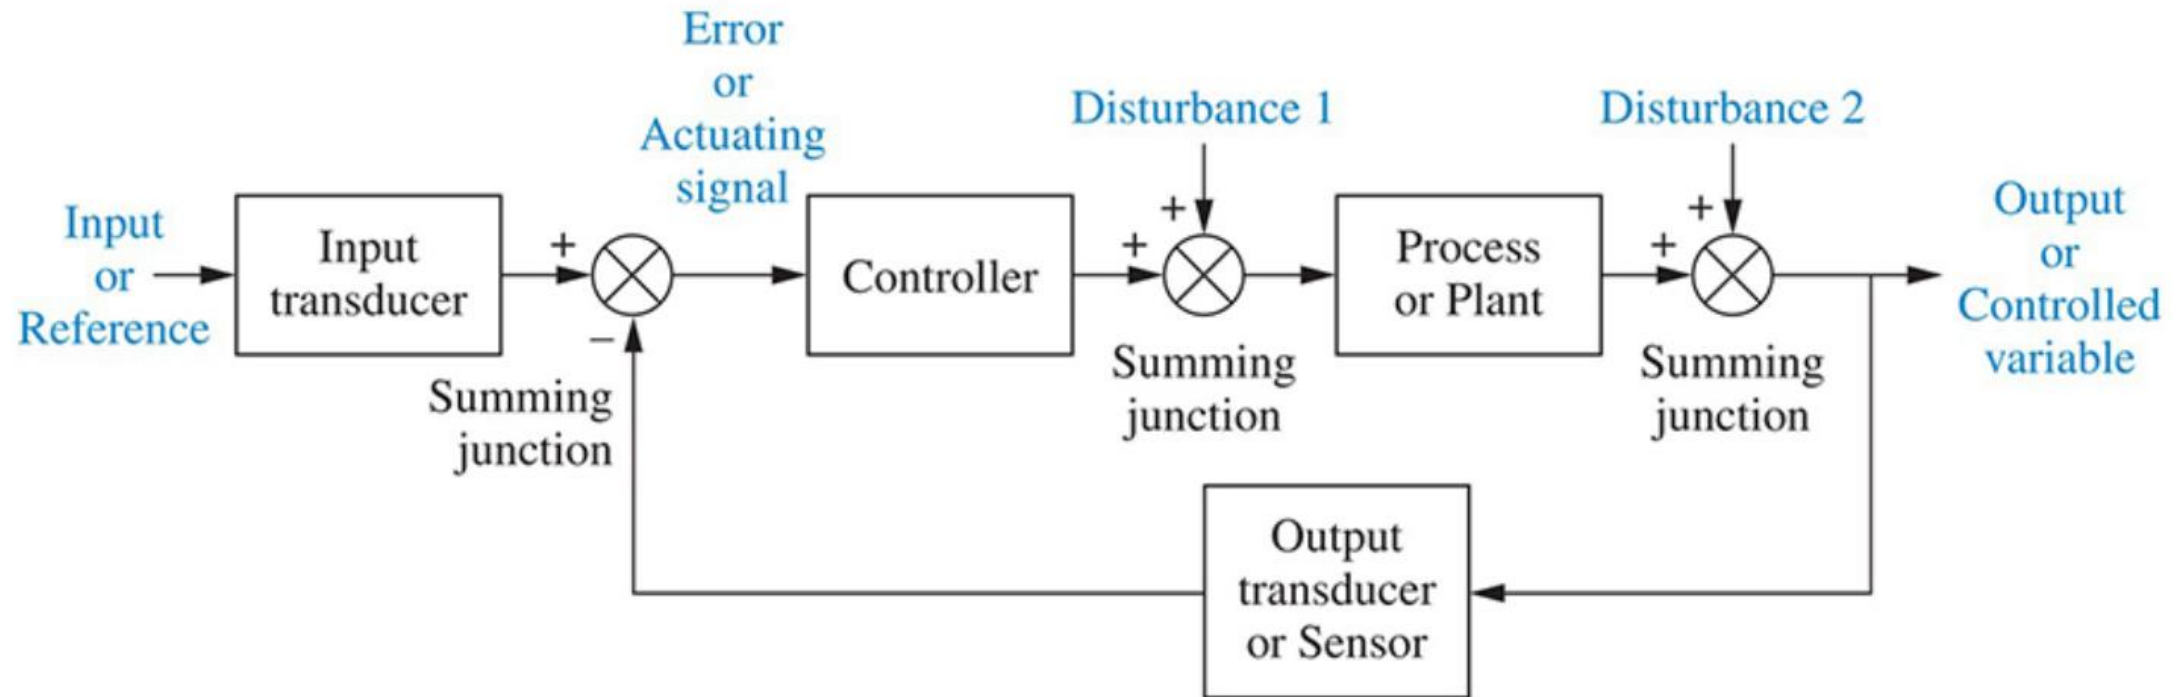 Input
or
Reference
Input
transducer
+
−
Summing
junction
Error
or
Actuating
signal
Controller
Disturbance 1
+
+
Summing
junction
Process
or Plant
Disturbance 2
+
+
Summing
junction
Output
or
Controlled
variable
Output
transducer
or Sensor